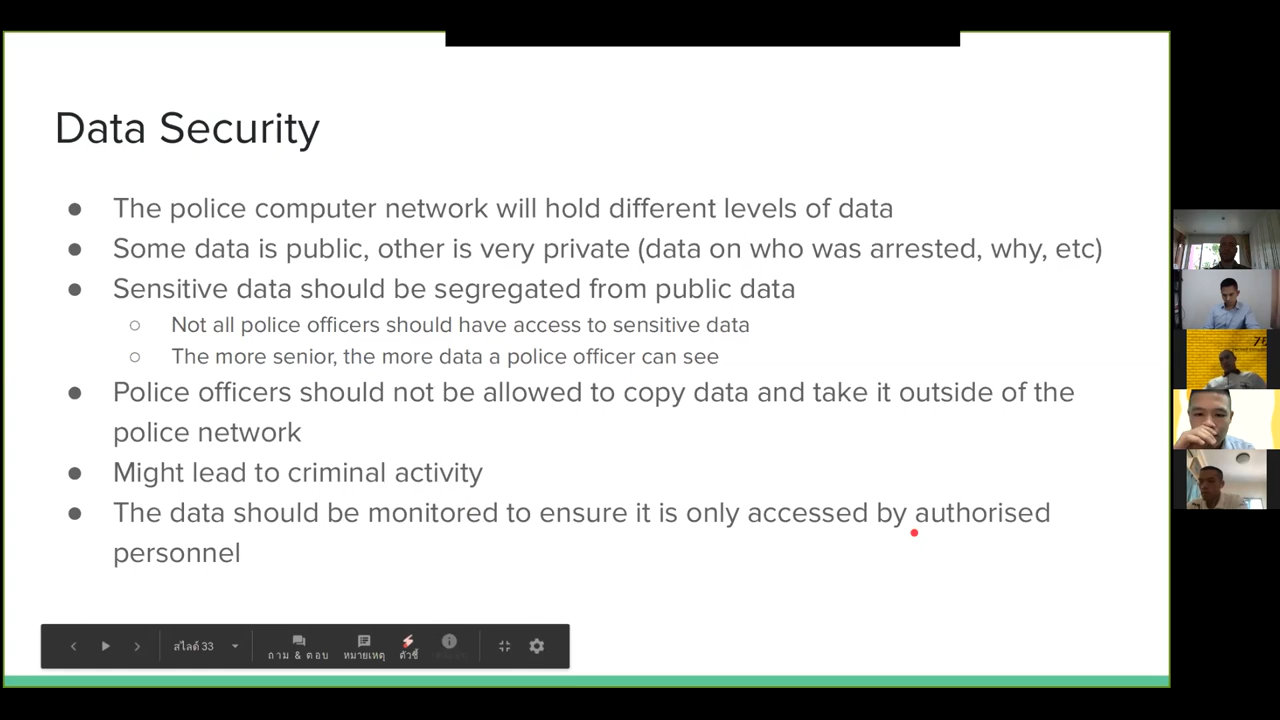 Data Security
● The police computer network will hold different levels of data
● Some data is public, other is very private (data on who was arrested, why, etc)
● Sensitive data should be segregated from public data
○ Not all police officers should have access to sensitive data
○ The more senior, the more data a police officer can see
● Police officers should not be allowed to copy data and take it outside of the
police network
● Might lead to criminal activity
● The data should be monitored to ensure it is only accessed by authorised
personnel
สไลด์ 33
ถาม & ตอบ
หมายเหตุ
ตัวชี้